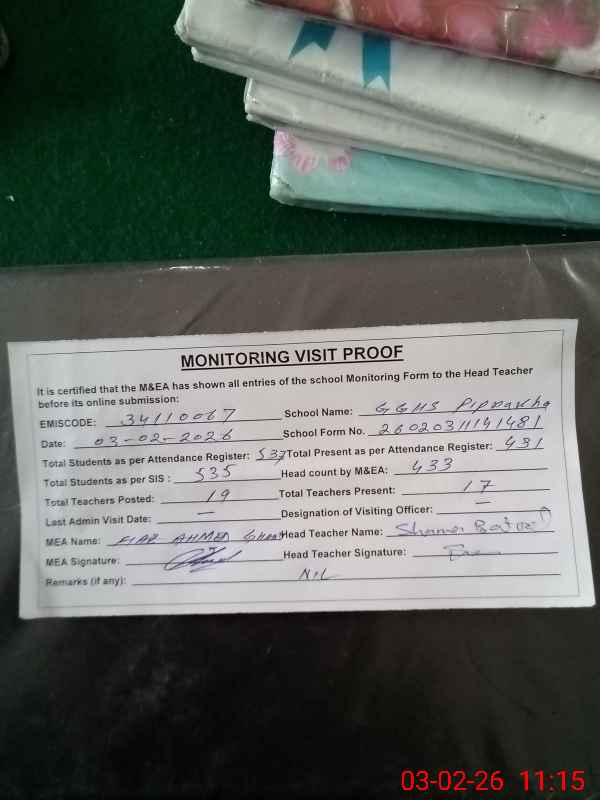 MONITORING VISIT PROOF
It is certified that the M&EA has shown all entries of the school Monitoring Form to the Head Teacher
before its online submission:
EMISCODE: 34110067 School Name: GGHS Pippakha
Date: 03-02-2026 School Form No. 26020311141481
Total Students as per Attendance Register: 537 Total Present as per Attendance Register: 431
Total Students as per SIS : 535 Head count by M&EA: 433
Total Teachers Posted: 19 Total Teachers Present: 17
Last Admin Visit Date: — Designation of Visiting Officer: —
MEA Name: AHMED Head Teacher Name:
MEA Signature: Head Teacher Signature:
Remarks (if any): NIL
03-02-26 11:15